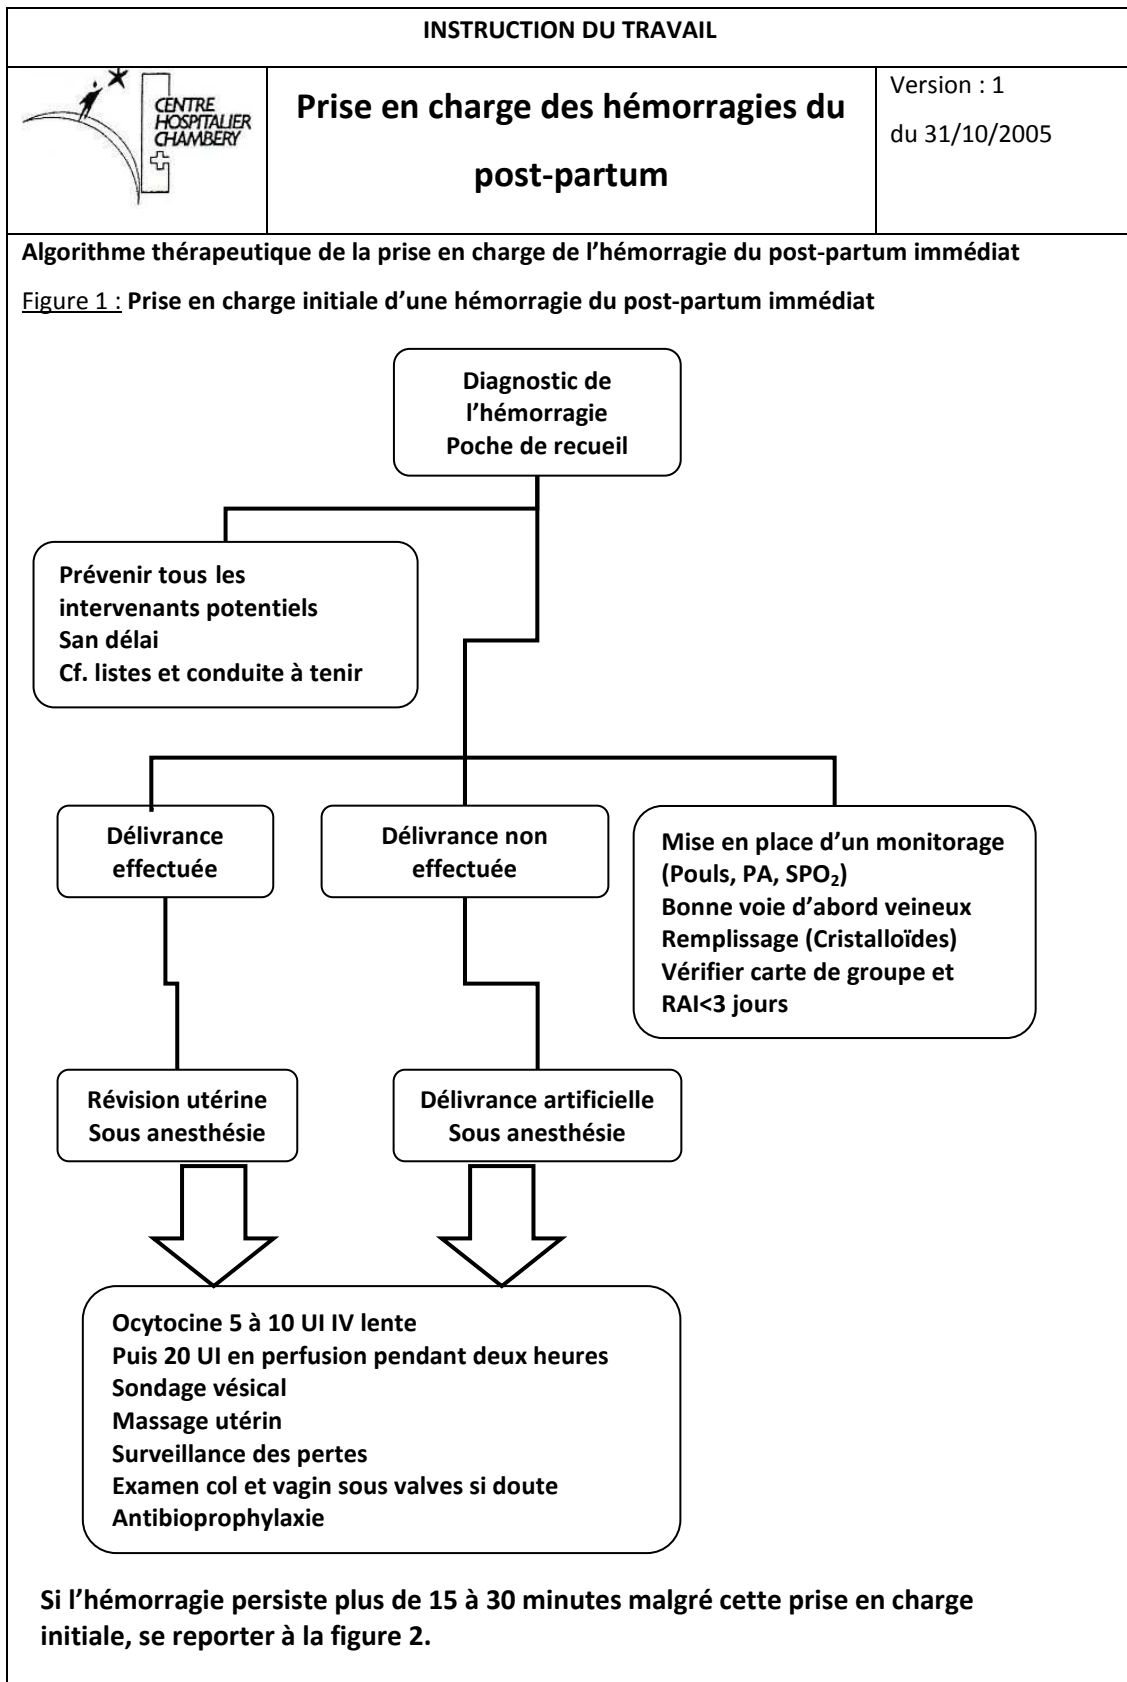 INSTRUCTION DU TRAVAIL
CENTRE
HOSPITALIER
CHAMBERY
Prise en charge des hémorragies du
post-partum
Version : 1
du 31/10/2005
Algorithme thérapeutique de la prise en charge de l’hémorragie du post-partum immédiat
Figure 1 : Prise en charge initiale d’une hémorragie du post-partum immédiat
Diagnostic de
l’hémorragie
Poche de recueil
Prévenir tous les
intervenants potentiels
San délai
Cf. listes et conduite à tenir
Délivrance
effectuée
Délivrance non
effectuée
Mise en place d’un monitorage
(Pouls, PA, SPO₂)
Bonne voie d’abord veineux
Remplissage (Cristalloïdes)
Vérifier carte de groupe et
RAI<3 jours
Révision utérine
Sous anesthésie
Délivrance artificielle
Sous anesthésie
Ocytocine 5 à 10 UI IV lente
Puis 20 UI en perfusion pendant deux heures
Sondage vésical
Massage utérin
Surveillance des pertes
Examen col et vagin sous valves si doute
Antibioprophylaxie
Si l’hémorragie persiste plus de 15 à 30 minutes malgré cette prise en charge
initiale, se reporter à la figure 2.